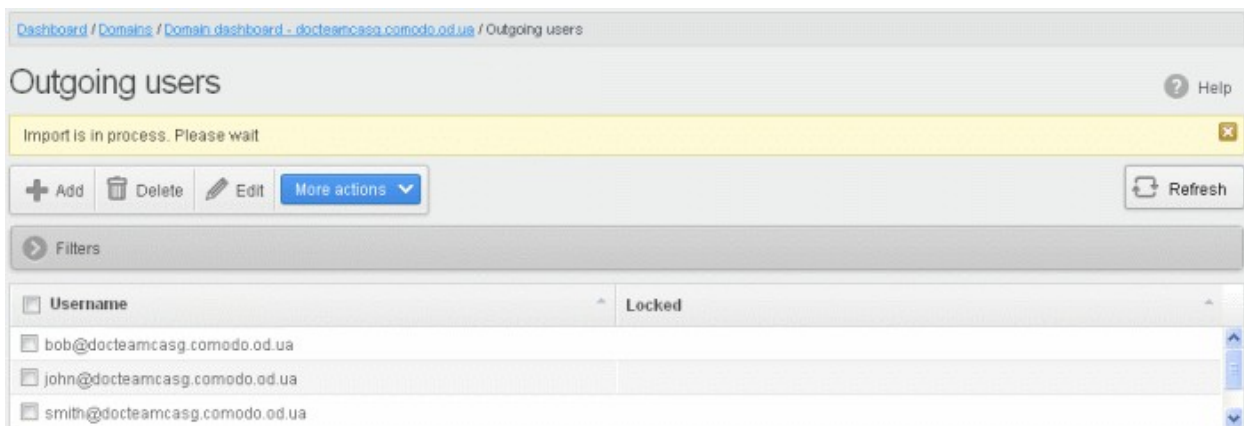 Dashboard / Domains / Domain dashboard - docteamcasg.comodo.od.ua / Outgoing users
Outgoing users
Help
Import is in process. Please wait
Add Delete Edit More actions Refresh
Filters
Username Locked
bob@docteamcasg.comodo.od.ua
john@docteamcasg.comodo.od.ua
smith@docteamcasg.comodo.od.ua